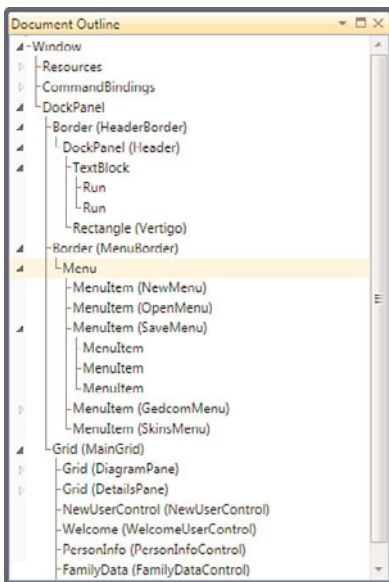 Document Outline
Window
Resources
CommandBindings
DockPanel
Border (HeaderBorder)
DockPanel (Header)
TextBlock
Run
Run
Rectangle (Vertigo)
Border (MenuBorder)
Menu
MenuItem (NewMenu)
MenuItem (OpenMenu)
MenuItem (SaveMenu)
MenuItem
MenuItem
MenuItem
MenuItem (GedcomMenu)
MenuItem (SkinsMenu)
Grid (MainGrid)
Grid (DiagramPane)
Grid (DetailsPane)
NewUserControl (NewUserControl)
Welcome (WelcomeUserControl)
PersonInfo (PersonInfoControl)
FamilyData (FamilyDataControl)